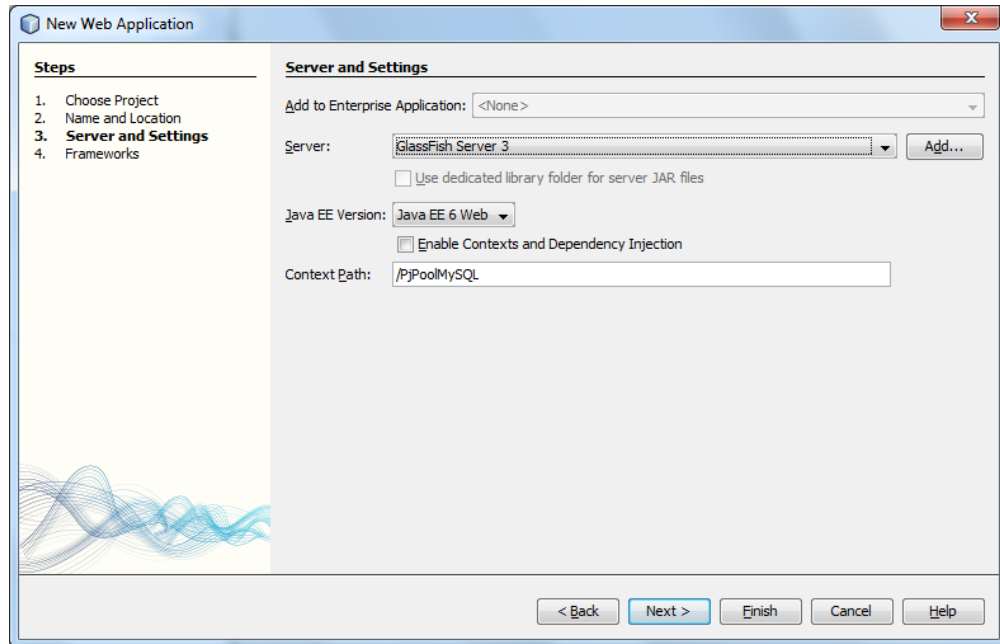 New Web Application
Steps
1. Choose Project
2. Name and Location
3. Server and Settings
4. Frameworks
Server and Settings
Add to Enterprise Application: <None>
Server: GlassFish Server 3 Add...
Use dedicated library folder for server JAR files
Java EE Version: Java EE 6 Web
Enable Contexts and Dependency Injection
Context Path: /PjPoolMySQL
< Back Next > Finish Cancel Help